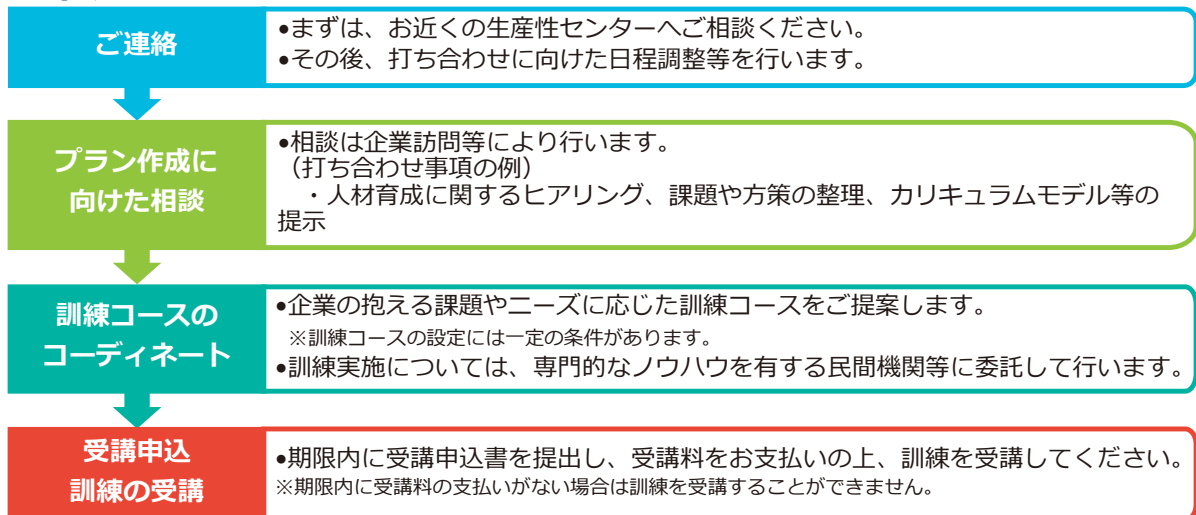 ご連絡
•まずは、お近くの生産性センターへご相談ください。
•その後、打ち合わせに向けた日程調整等を行います。
プラン作成に
向けた相談
•相談は企業訪問等により行います。
（打ち合わせ事項の例）
・人材育成に関するヒアリング、課題や方策の整理、カリキュラムモデル等の
提示
訓練コースの
コーディネート
•企業の抱える課題やニーズに応じた訓練コースをご提案します。
※訓練コースの設定には一定の条件があります。
•訓練実施については、専門的なノウハウを有する民間機関等に委託して行います。
受講申込
訓練の受講
•期限内に受講申込書を提出し、受講料をお支払いの上、訓練を受講してください。
※期限内に受講料の支払いがない場合は訓練を受講することができません。